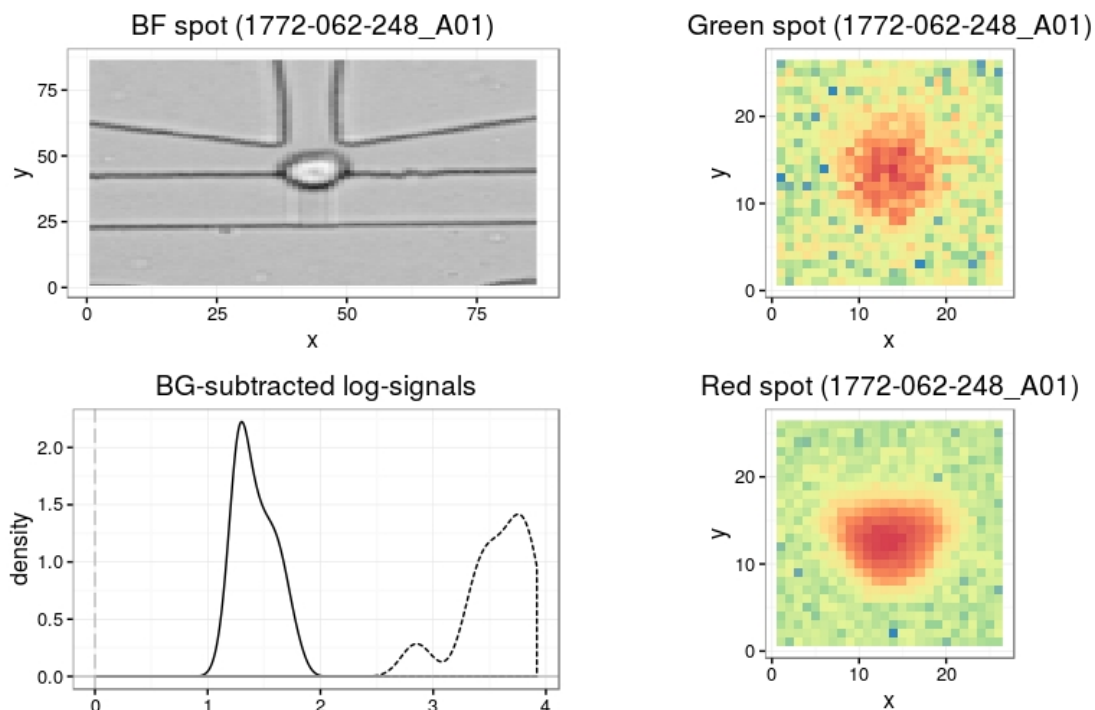 BF spot (1772-062-248_A01)
y
75
50
25
0
0 25 50 75
x
Green spot (1772-062-248_A01)
y
20
10
0
0 10 20
x
BG-subtracted log-signals
density
2.0
1.5
1.0
0.5
0.0
0 1 2 3 4
Red spot (1772-062-248_A01)
y
20
10
0
0 10 20
x